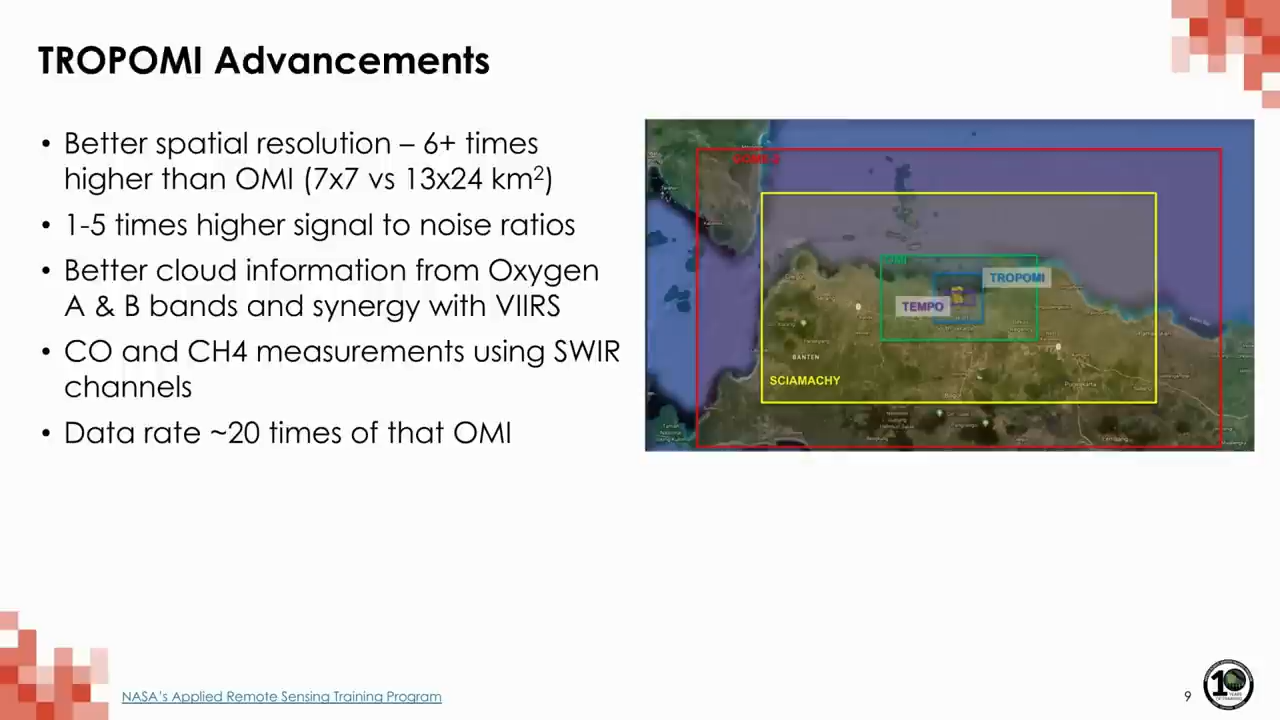 TROPOMI Advancements
• Better spatial resolution – 6+ times
higher than OMI (7x7 vs 13x24 km²)
• 1-5 times higher signal to noise ratios
• Better cloud information from Oxygen
A & B bands and synergy with VIIRS
• CO and CH4 measurements using SWIR
channels
• Data rate ~20 times of that OMI
TROPOMI
TEMPO
BANTEN
SCIAMACHY
NASA's Applied Remote Sensing Training Program
9
10